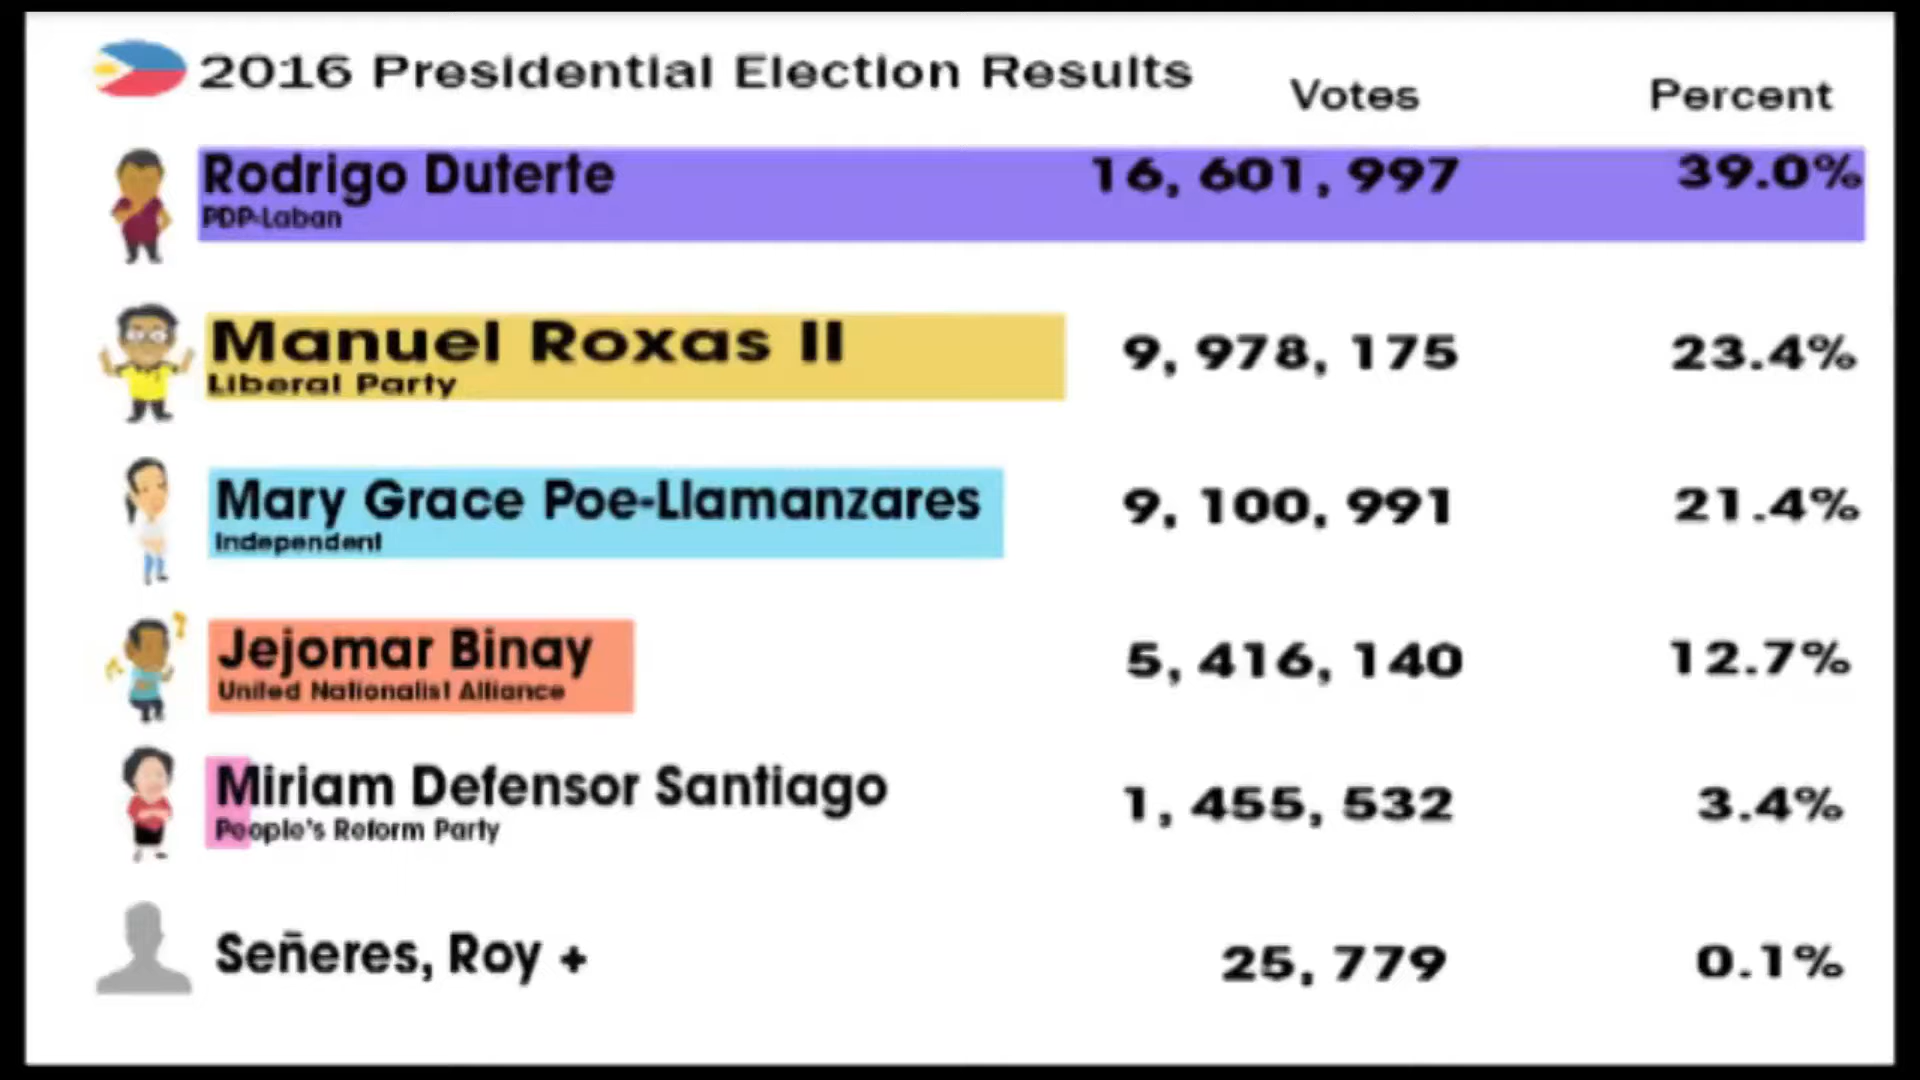 2016 Presidential Election Results
Votes Percent
Rodrigo Duterte 16, 601, 997 39.0%
PDP-Laban
Manuel Roxas II 9, 978, 175 23.4%
Liberal Party
Mary Grace Poe-Llamanzares 9, 100, 991 21.4%
Independent
Jejomar Binay 5, 416, 140 12.7%
United Nationalist Alliance
Miriam Defensor Santiago 1, 455, 532 3.4%
People's Reform Party
Señeres, Roy + 25, 779 0.1%